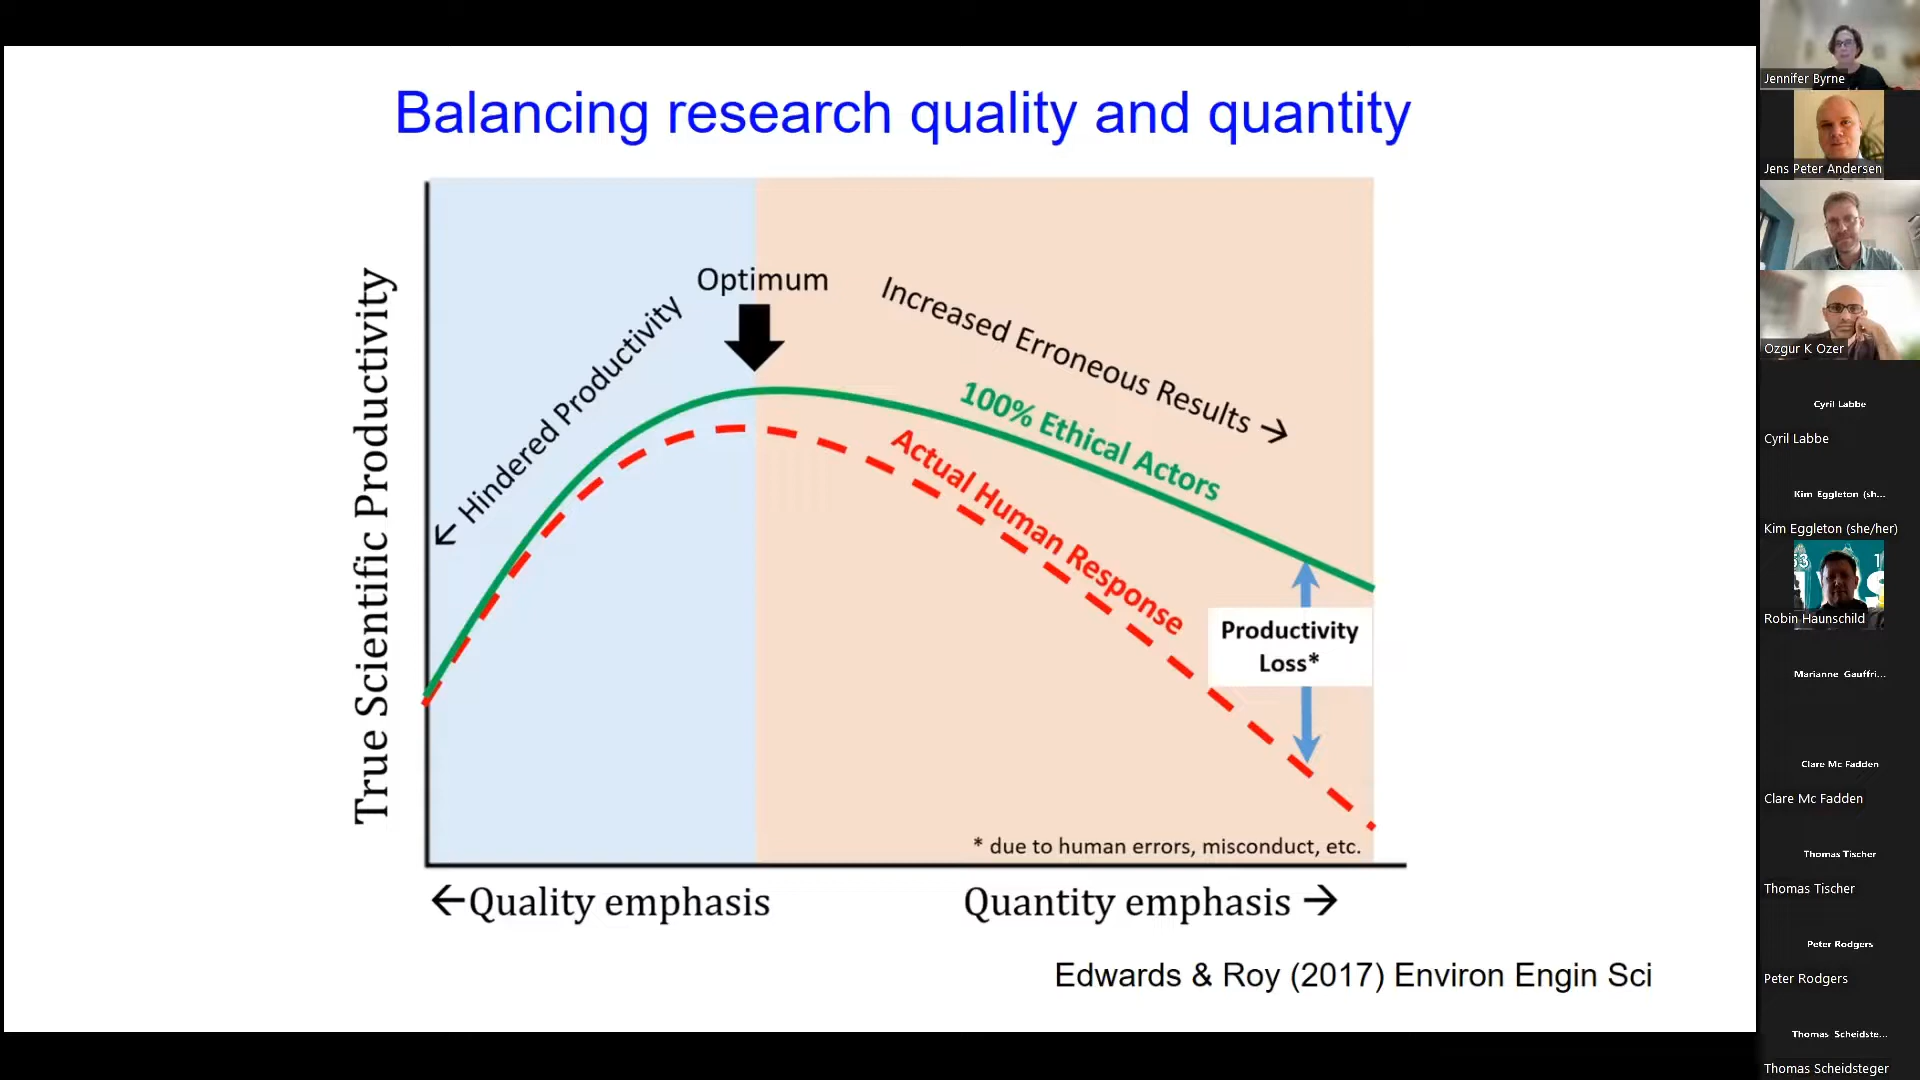 Balancing research quality and quantity
True Scientific Productivity
← Hindered Productivity
Optimum
Increased Erroneous Results →
100% Ethical Actors
Actual Human Response
Productivity
Loss*
* due to human errors, misconduct, etc.
←Quality emphasis
Quantity emphasis →
Edwards & Roy (2017) Environ Engin Sci
Jennifer Byrne
Jens Peter Andersen
Ozgur K Ozer
Cyril Labbe
Cyril Labbe
Kim Eggleton (sh...
Kim Eggleton (she/her)
Robin Haunschild
Marianne Gauffri...
Clare Mc Fadden
Clare Mc Fadden
Thomas Tischer
Thomas Tischer
Peter Rodgers
Peter Rodgers
Thomas Scheidste...
Thomas Scheidsteger